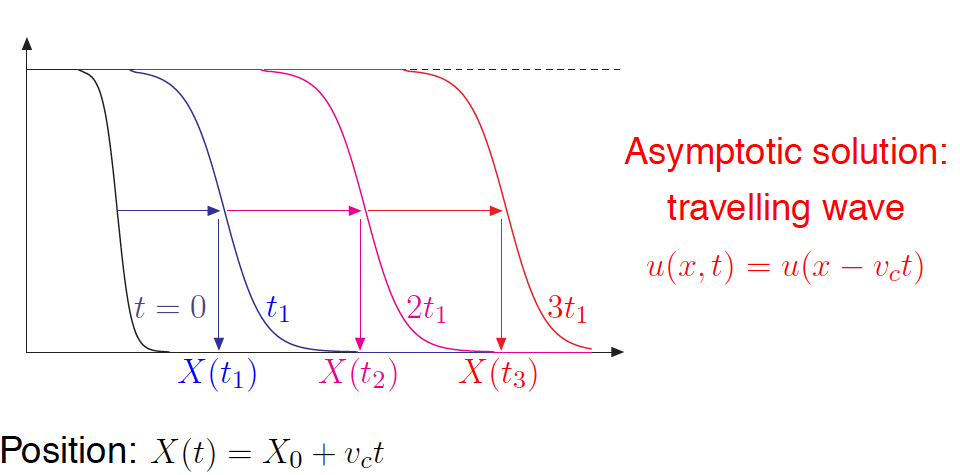 Asymptotic solution:
travelling wave
u(x, t) = u(x − v_c t)
t = 0
t_1
2t_1
3t_1
X(t_1)
X(t_2)
X(t_3)
Position: X(t) = X_0 + v_c t